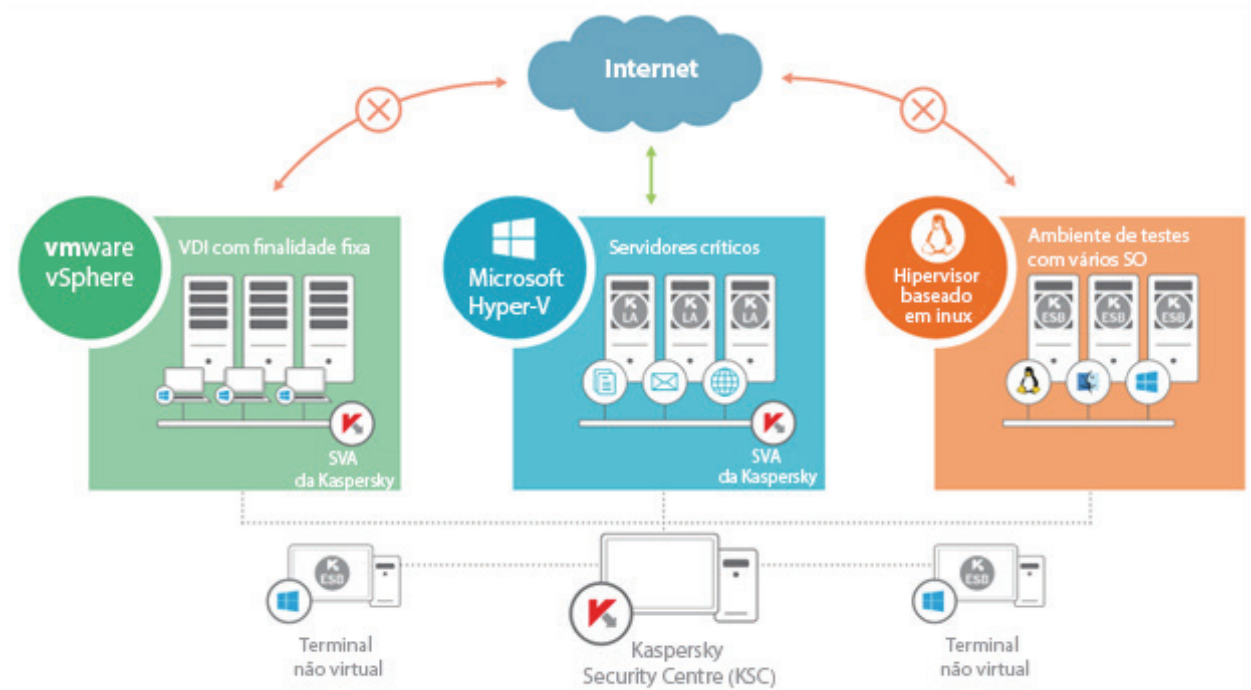 Internet
vmware
vSphere
VDI com finalidade fixa
SVA
da Kaspersky
Microsoft
Hyper-V
Servidores críticos
K LA
K LA
K LA
SVA
da Kaspersky
Hipervisor
baseado
em inux
Ambiente de testes
com vários SO
K ESB
K ESB
K ESB
K ESB
Terminal
não virtual
Kaspersky
Security Centre (KSC)
K ESB
Terminal
não virtual